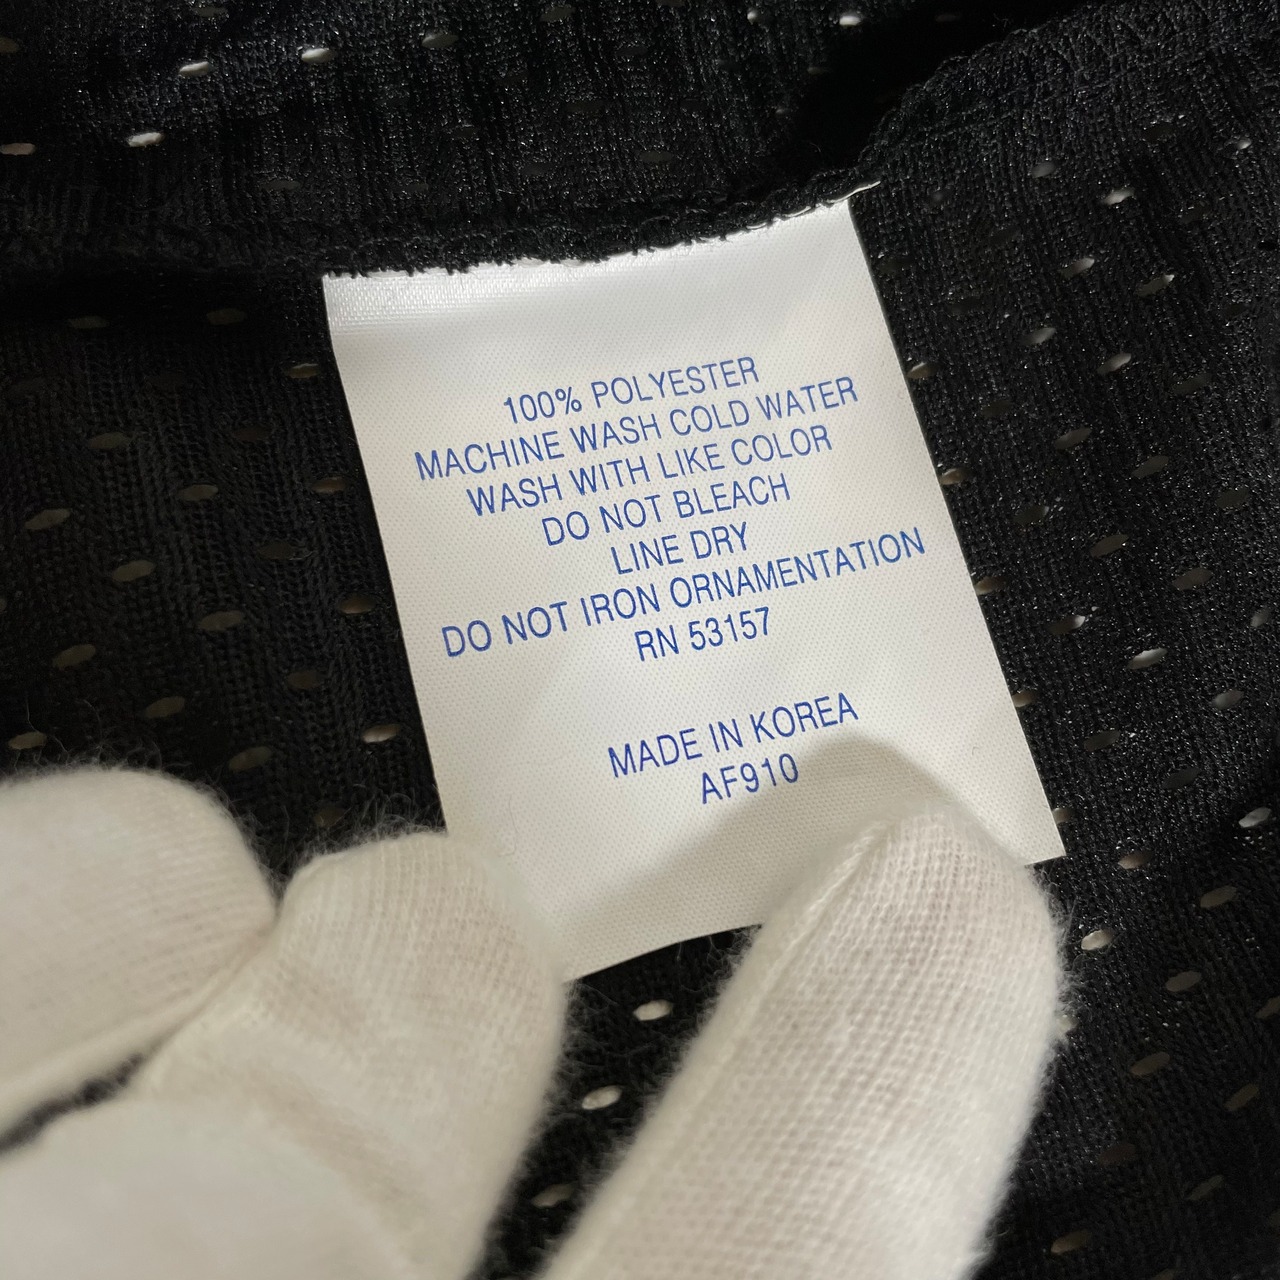 100% POLYESTER
MACHINE WASH COLD WATER
WASH WITH LIKE COLOR
DO NOT BLEACH
LINE DRY
DO NOT IRON ORNAMENTATION
RN 53157
MADE IN KOREA
AF910